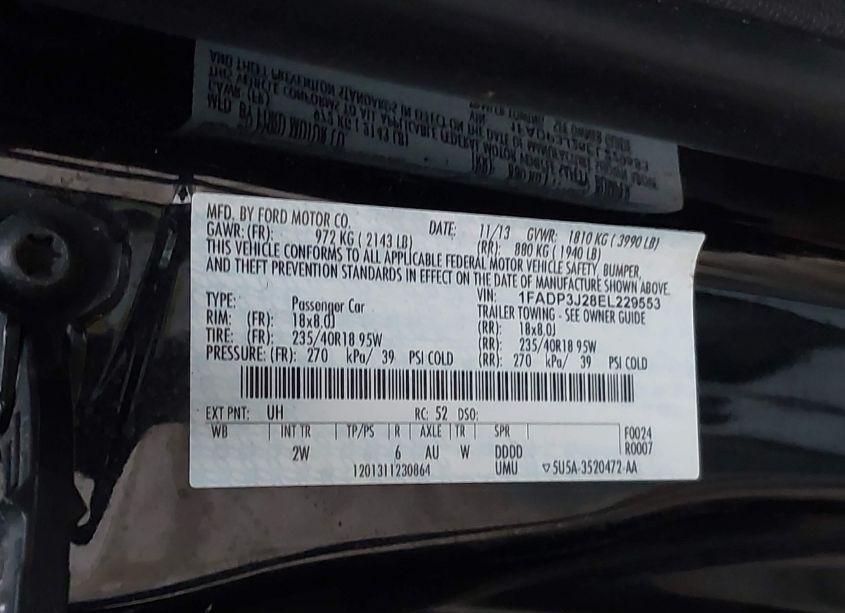 MFD. BY FORD MOTOR CO.
DATE: 11/13 GVWR: 1810 KG ( 3990 LB)
GAWR: (FR): 972 KG ( 2143 LB) (RR): 880 KG ( 1940 LB)
THIS VEHICLE CONFORMS TO ALL APPLICABLE FEDERAL MOTOR VEHICLE SAFETY, BUMPER,
AND THEFT PREVENTION STANDARDS IN EFFECT ON THE DATE OF MANUFACTURE SHOWN ABOVE.
VIN: 1FADP3J28EL229553
TYPE: Passenger Car TRAILER TOWING - SEE OWNER GUIDE
RIM: (FR): 18x8.0J (RR): 18x8.0J
TIRE: (FR): 235/40R18 95W (RR): 235/40R18 95W
PRESSURE: (FR): 270 kPa/ 39 PSI COLD (RR): 270 kPa/ 39 PSI COLD
EXT PNT: UH RC: 52 DSO:
WB INT TR TP/PS R AXLE TR SPR F0024
2W 6 AU W DDDD R0007
1201311230864 UMU ▽5U5A-3520472-AA